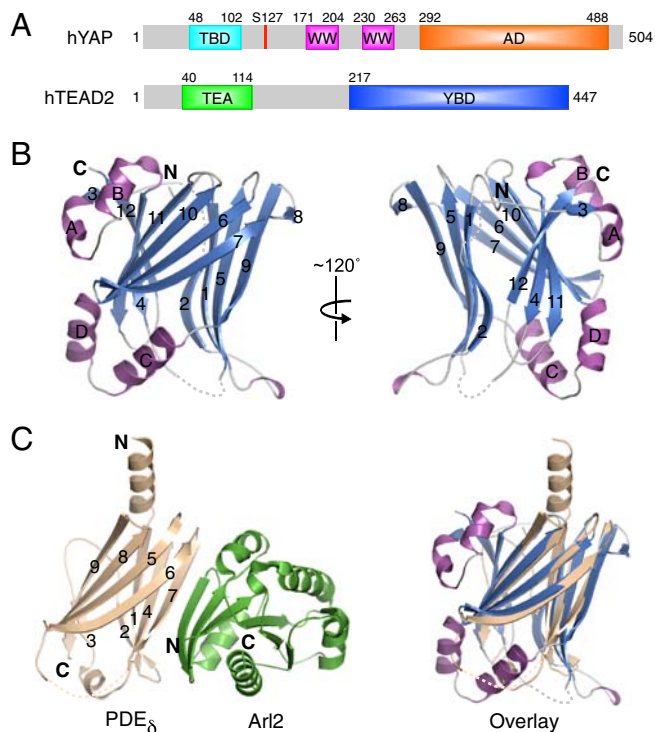 A
48 102 S127 171 204 230 263 292 488
hYAP 1 TBD WW WW AD 504
40 114 217
hTEAD2 1 TEA YBD 447
B
C N
B
3
12 11 10 6 8
A
7
5 9
4 2 1
D
C
~120°
B C
N
8 5 1 10 3
6 A
9 7
12 4 11
2 D
C
C
N
9 8 5
6
7
1 4
3 2
N
C C
PDEδ Arl2 Overlay